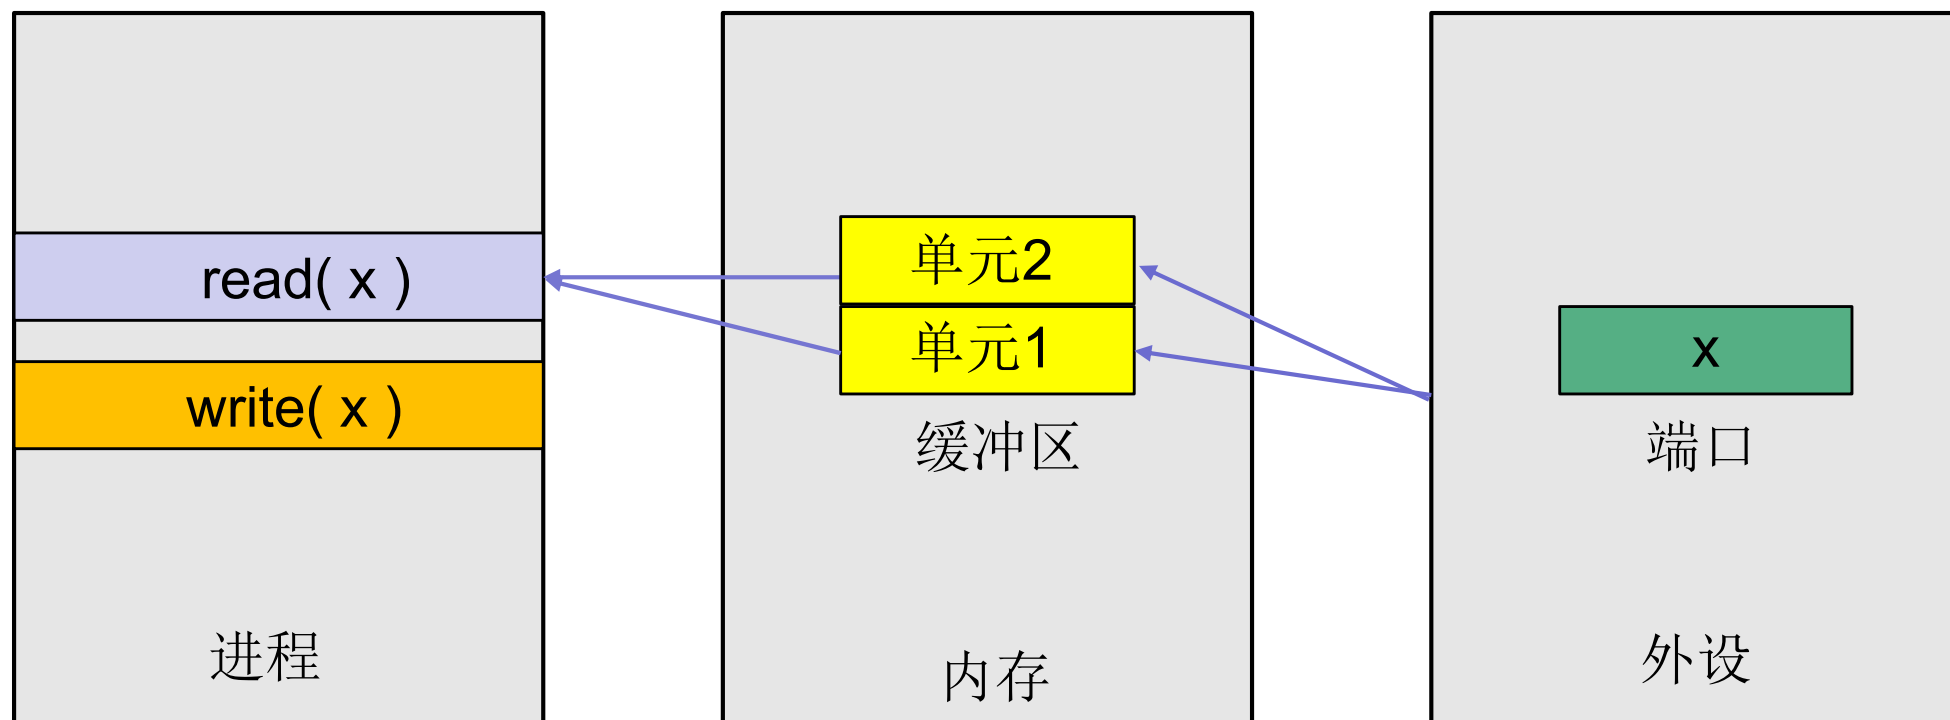 read( x )
write( x )
进程
单元2
单元1
缓冲区
内存
x
端口
外设